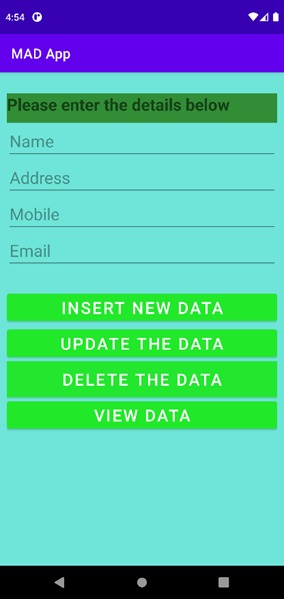 4:54
MAD App
Please enter the details below
Name
Address
Mobile
Email
INSERT NEW DATA
UPDATE THE DATA
DELETE THE DATA
VIEW DATA